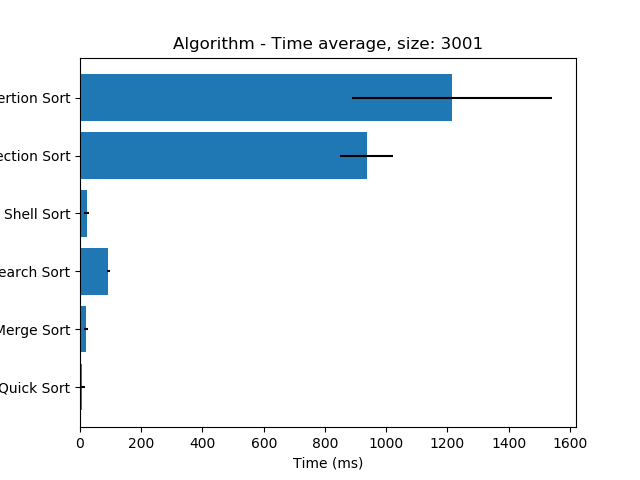 Algorithm - Time average, size: 3001
ertion Sort
ection Sort
Shell Sort
earch Sort
Merge Sort
Quick Sort
0 200 400 600 800 1000 1200 1400 1600
Time (ms)